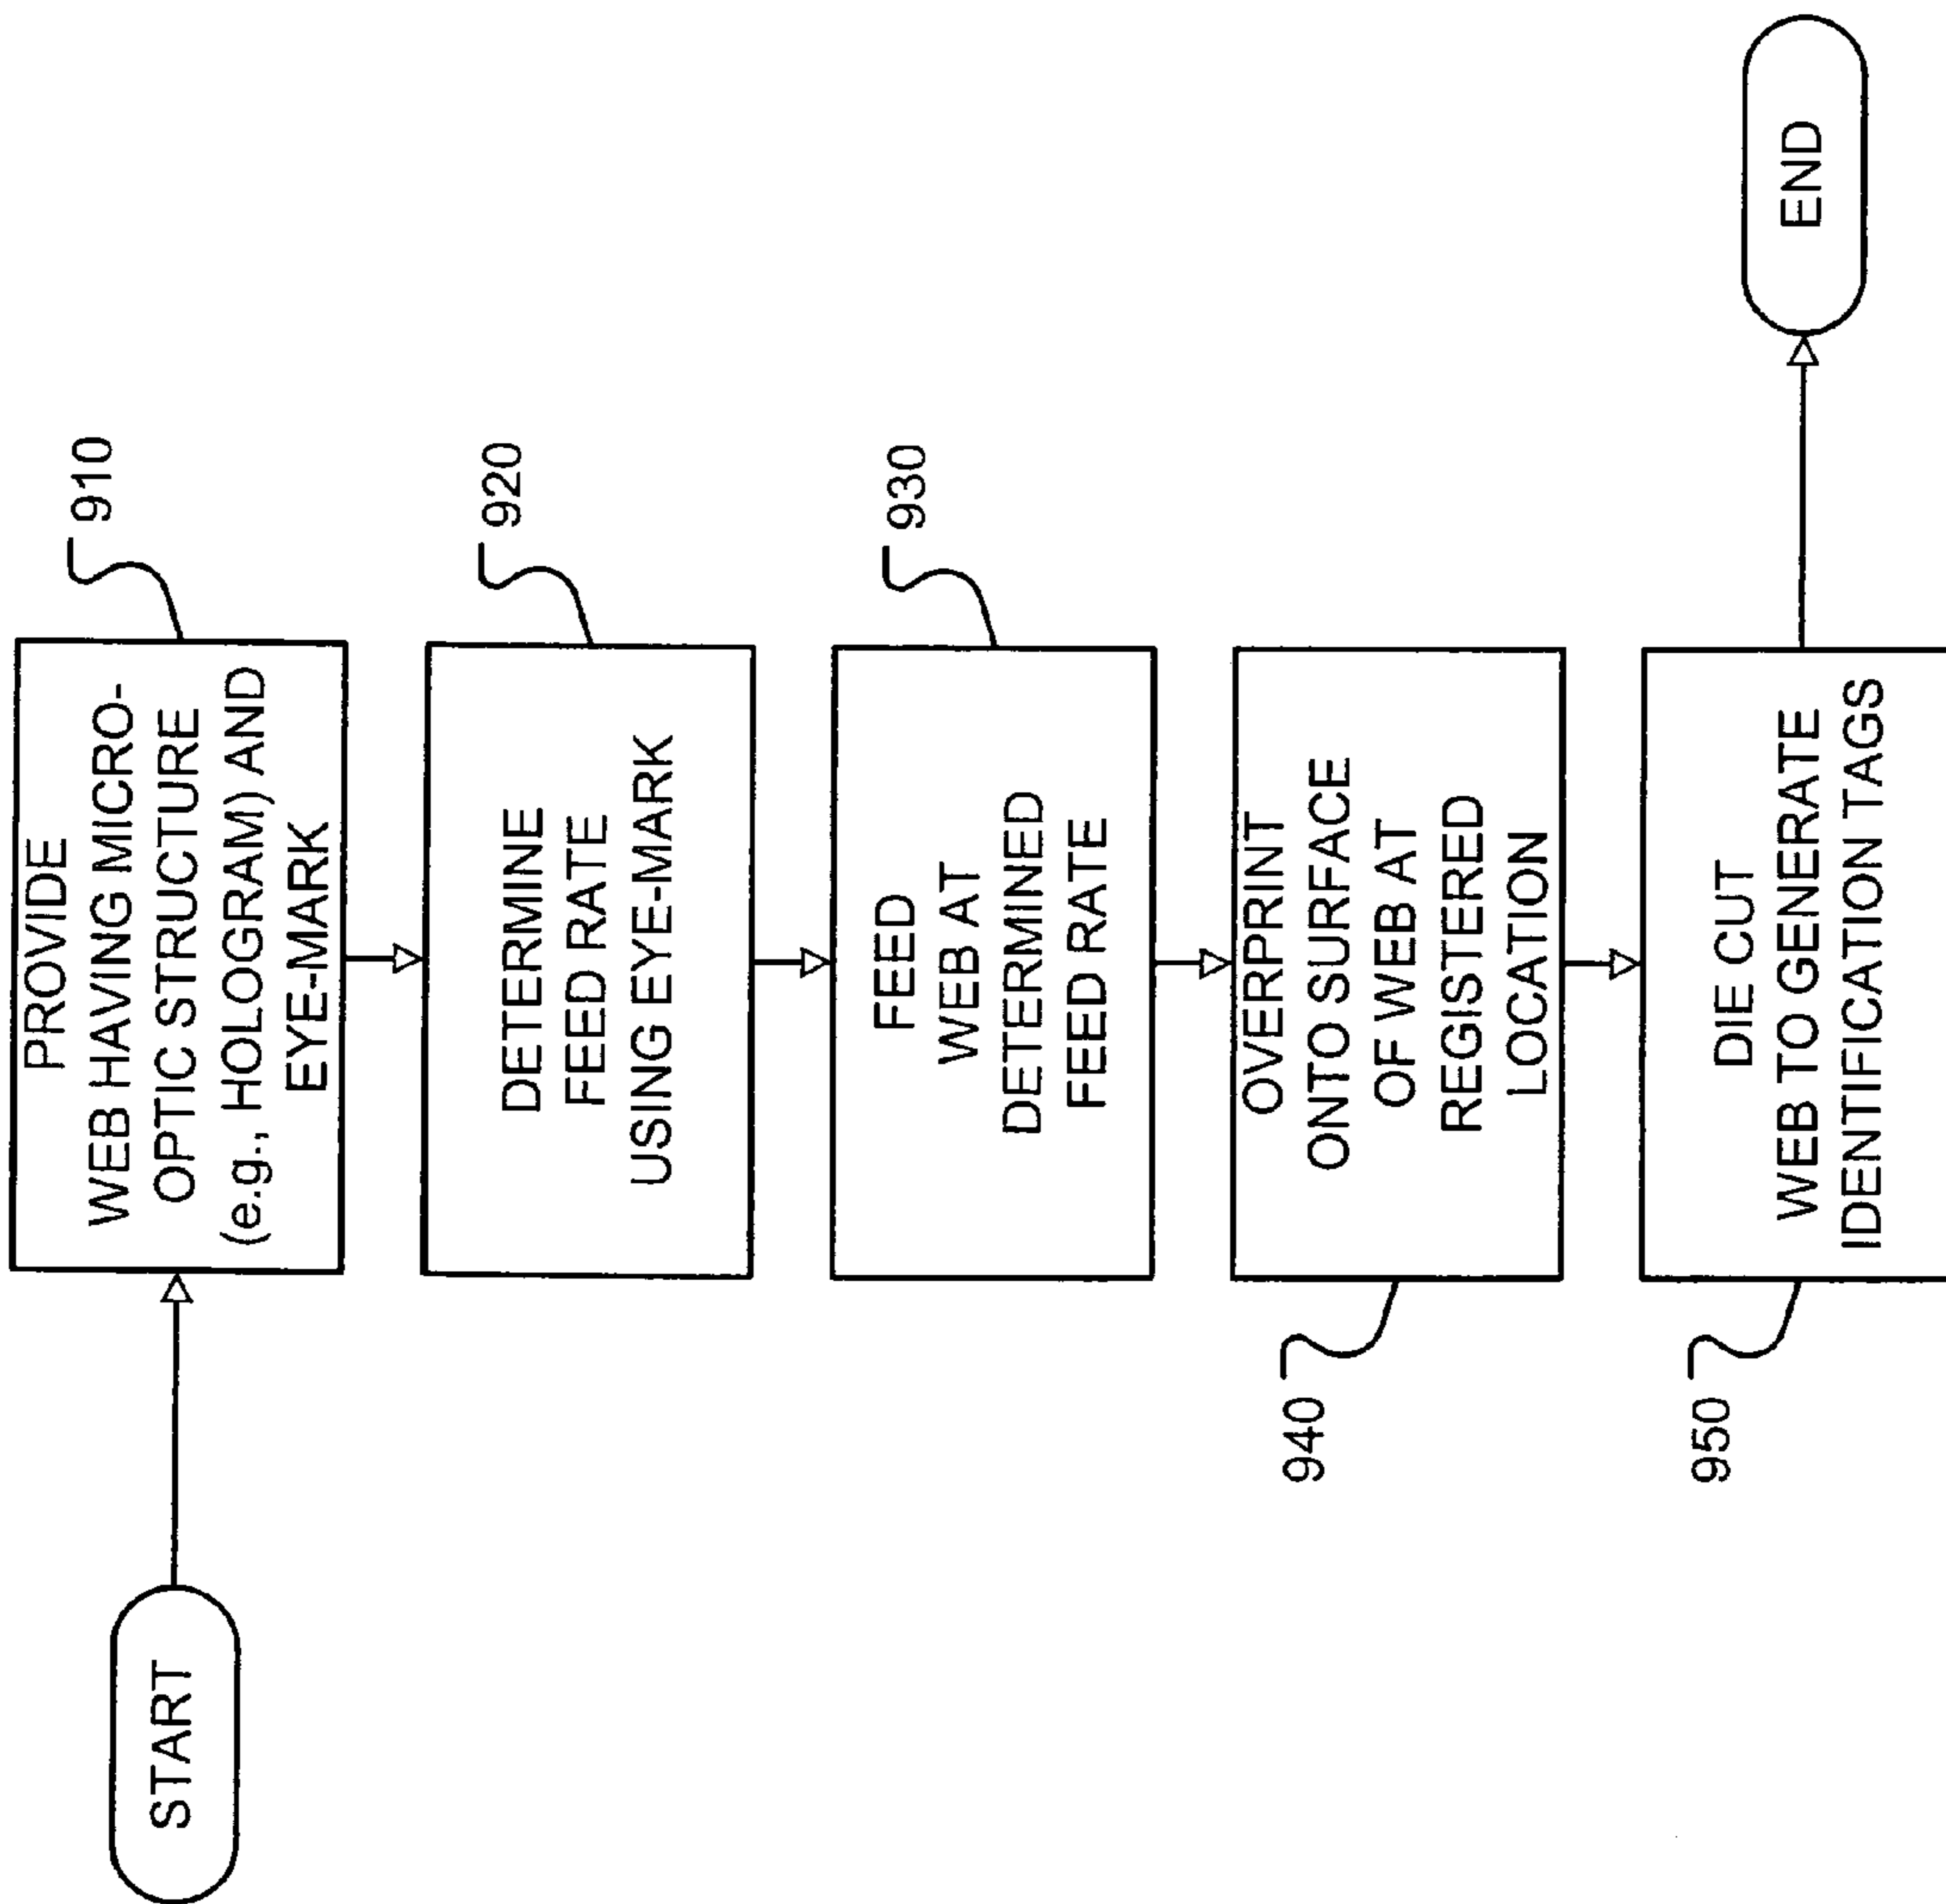 START
PROVIDE
WEB HAVING MICRO-
OPTIC STRUCTURE
(e.g., HOLOGRAM) AND
EYE-MARK
910
DETERMINE
FEED RATE
USING EYE-MARK
920
FEED
WEB AT
DETERMINED
FEED RATE
930
OVERPRINT
ONTO SURFACE
OF WEB AT
REGISTERED
LOCATION
940
DIE CUT
WEB TO GENERATE
IDENTIFICATION TAGS
950
END